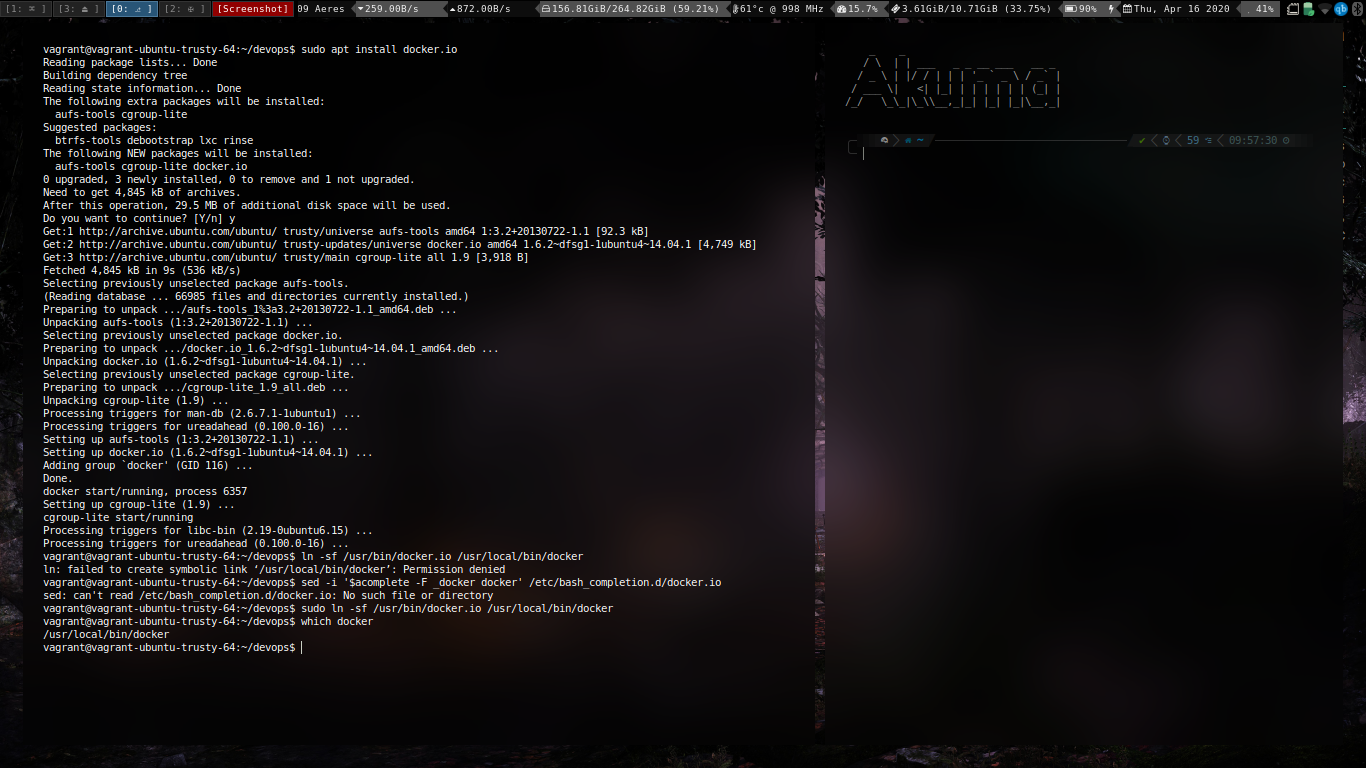 [1: ] [3: ] [0: ] [2: ] [Screenshot] 09 Aeres 259.00B/s 872.00B/s 156.81GiB/264.82GiB (59.21%) 61°c @ 998 MHz 15.7% 3.61GiB/10.71GiB (33.75%) 90% Thu, Apr 16 2020 41% qb
vagrant@vagrant-ubuntu-trusty-64:~/devops$ sudo apt install docker.io
Reading package lists... Done
Building dependency tree
Reading state information... Done
The following extra packages will be installed:
  aufs-tools cgroup-lite
Suggested packages:
  btrfs-tools debootstrap lxc rinse
The following NEW packages will be installed:
  aufs-tools cgroup-lite docker.io
0 upgraded, 3 newly installed, 0 to remove and 1 not upgraded.
Need to get 4,845 kB of archives.
After this operation, 29.5 MB of additional disk space will be used.
Do you want to continue? [Y/n] y
Get:1 http://archive.ubuntu.com/ubuntu/ trusty/universe aufs-tools amd64 1:3.2+20130722-1.1 [92.3 kB]
Get:2 http://archive.ubuntu.com/ubuntu/ trusty-updates/universe docker.io amd64 1.6.2~dfsg1-1ubuntu4~14.04.1 [4,749 kB]
Get:3 http://archive.ubuntu.com/ubuntu/ trusty/main cgroup-lite all 1.9 [3,918 B]
Fetched 4,845 kB in 9s (536 kB/s)
Selecting previously unselected package aufs-tools.
(Reading database ... 66985 files and directories currently installed.)
Preparing to unpack .../aufs-tools_1%3a3.2+20130722-1.1_amd64.deb ...
Unpacking aufs-tools (1:3.2+20130722-1.1) ...
Selecting previously unselected package docker.io.
Preparing to unpack .../docker.io_1.6.2~dfsg1-1ubuntu4~14.04.1_amd64.deb ...
Unpacking docker.io (1.6.2~dfsg1-1ubuntu4~14.04.1) ...
Selecting previously unselected package cgroup-lite.
Preparing to unpack .../cgroup-lite_1.9_all.deb ...
Unpacking cgroup-lite (1.9) ...
Processing triggers for man-db (2.6.7.1-1ubuntu1) ...
Processing triggers for ureadahead (0.100.0-16) ...
Setting up aufs-tools (1:3.2+20130722-1.1) ...
Setting up docker.io (1.6.2~dfsg1-1ubuntu4~14.04.1) ...
Adding group `docker' (GID 116) ...
Done.
docker start/running, process 6357
Setting up cgroup-lite (1.9) ...
cgroup-lite start/running
Processing triggers for libc-bin (2.19-0ubuntu6.15) ...
Processing triggers for ureadahead (0.100.0-16) ...
vagrant@vagrant-ubuntu-trusty-64:~/devops$ ln -sf /usr/bin/docker.io /usr/local/bin/docker
ln: failed to create symbolic link ‘/usr/local/bin/docker’: Permission denied
vagrant@vagrant-ubuntu-trusty-64:~/devops$ sed -i '$acomplete -F _docker docker' /etc/bash_completion.d/docker.io
sed: can't read /etc/bash_completion.d/docker.io: No such file or directory
vagrant@vagrant-ubuntu-trusty-64:~/devops$ sudo ln -sf /usr/bin/docker.io /usr/local/bin/docker
vagrant@vagrant-ubuntu-trusty-64:~/devops$ which docker
/usr/local/bin/docker
vagrant@vagrant-ubuntu-trusty-64:~/devops$
Akuma
~ ✔ 59 09:57:30